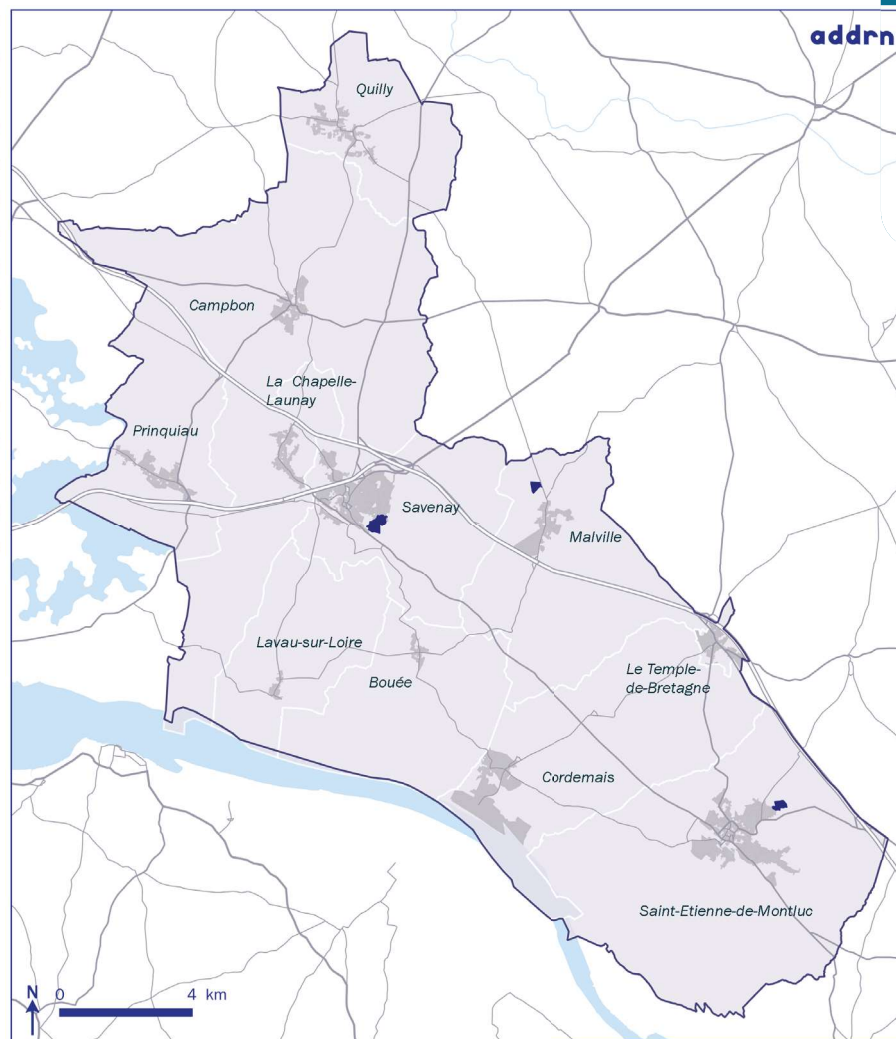 addrn
Quilly
Campbon
La Chapelle-
Launay
Prinquiau
Savenay
Malville
Lavau-sur-Loire
Bouée
Le Temple-
de-Bretagne
Cordemais
Saint-Etienne-de-Montluc
N
0 4 km